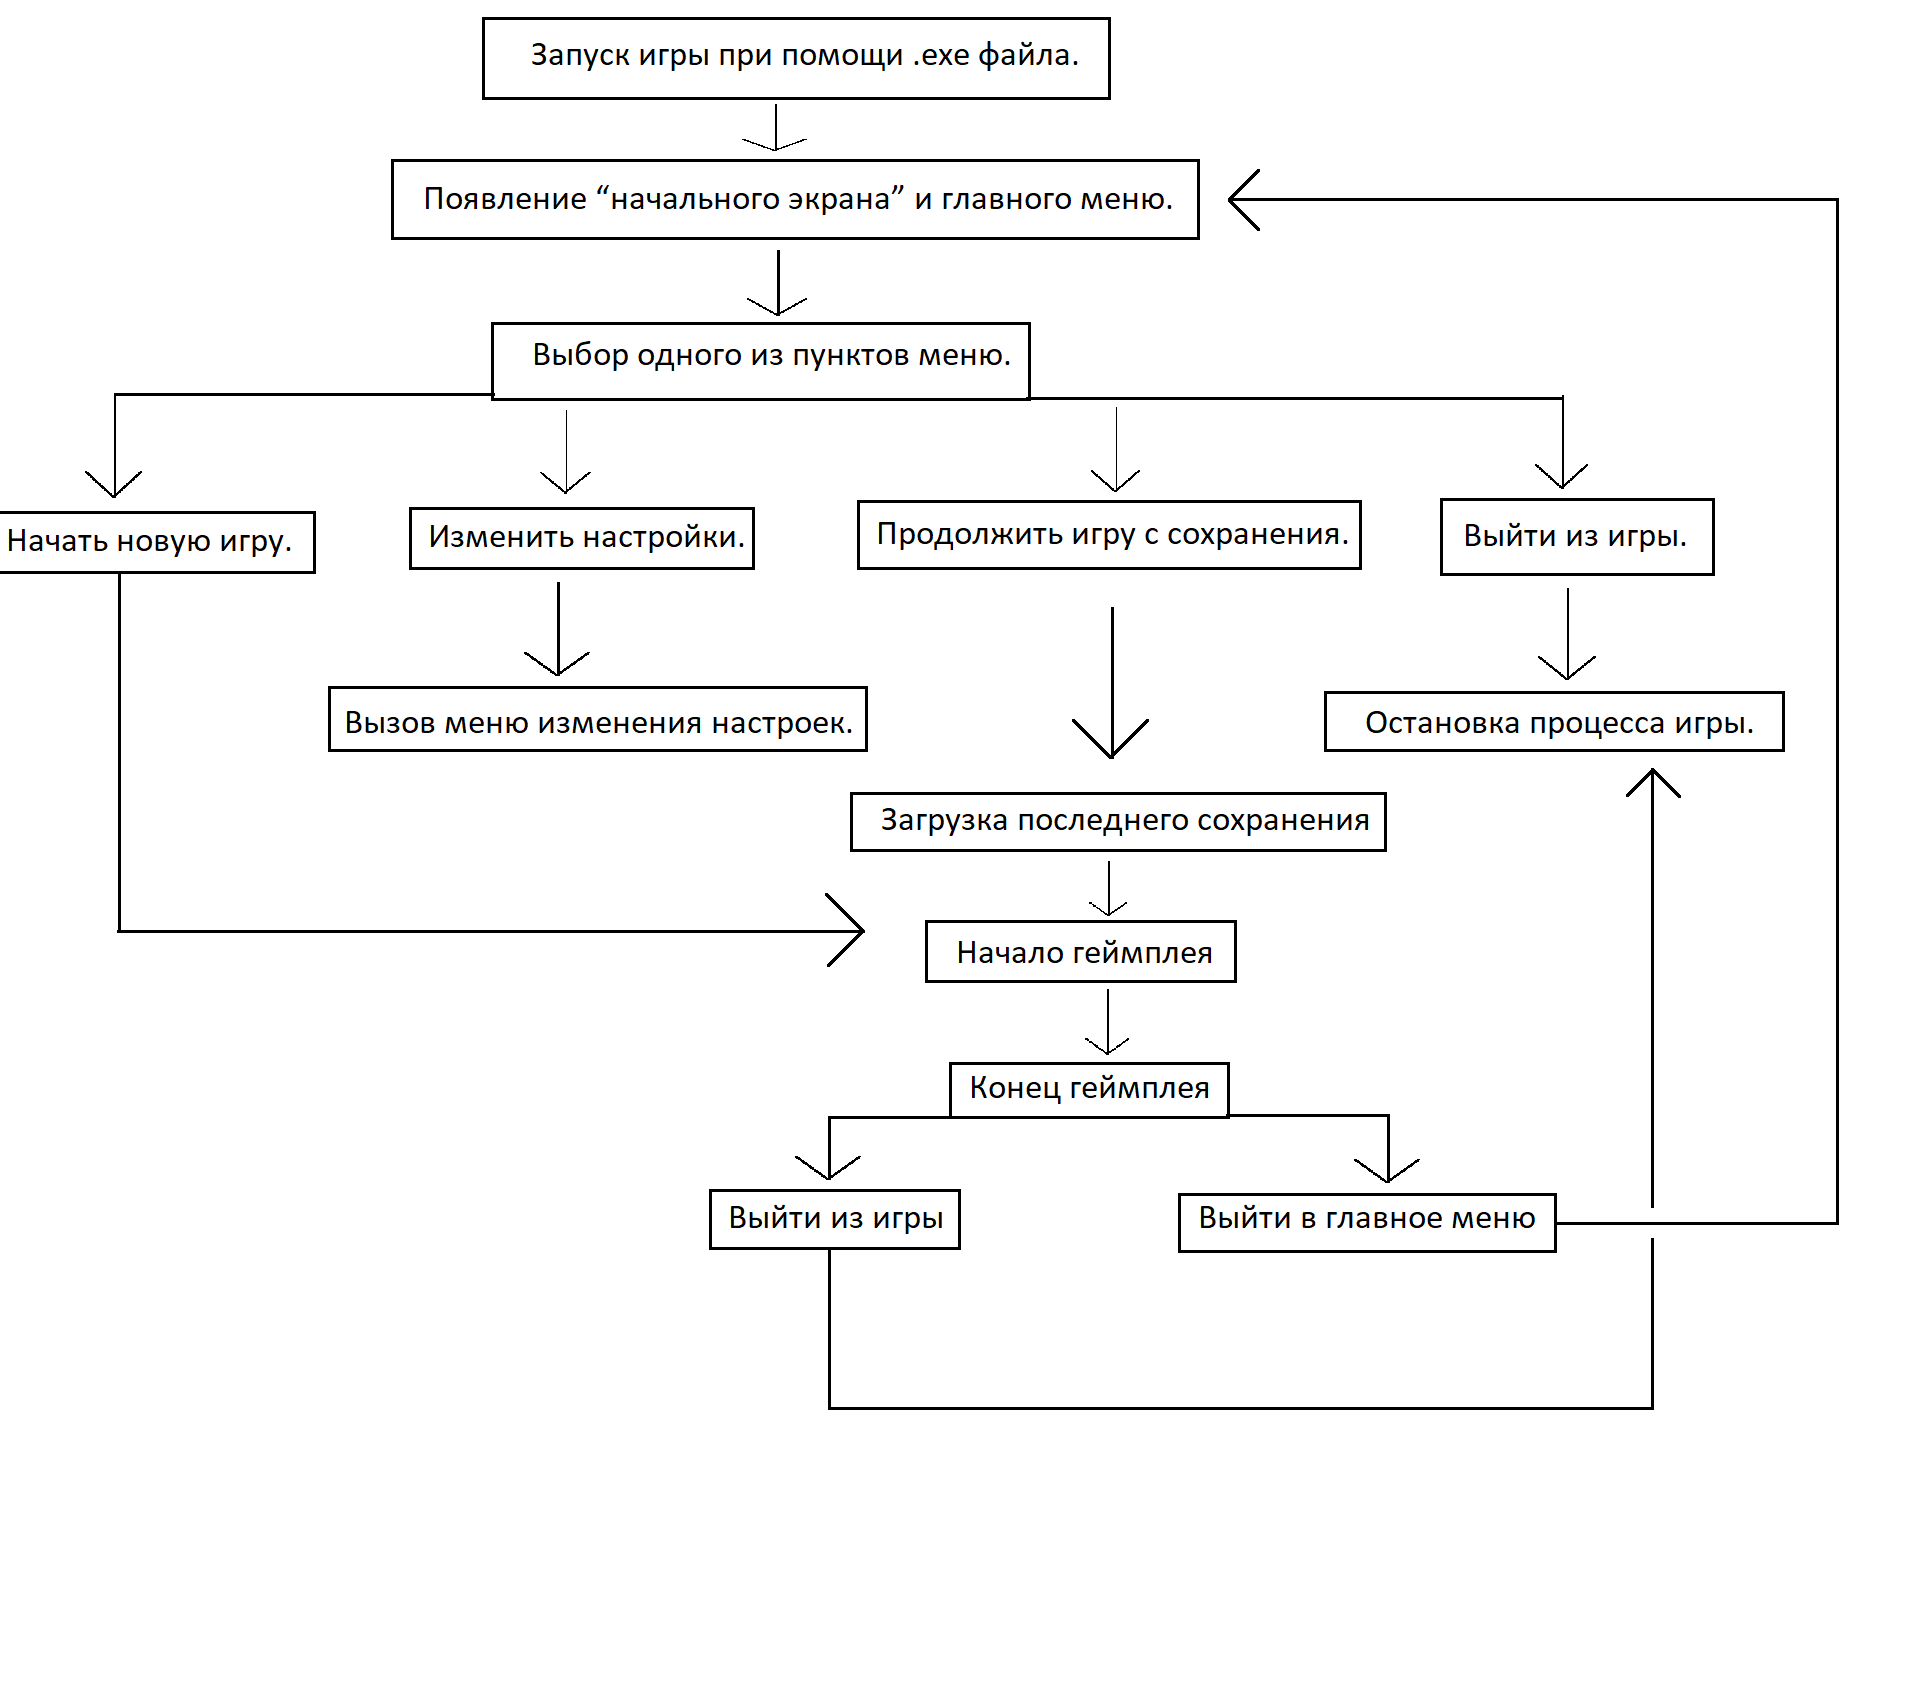 Запуск игры при помощи .exe файла.
Появление “начального экрана” и главного меню.
Выбор одного из пунктов меню.
Начать новую игру.
Изменить настройки.
Продолжить игру с сохранения.
Выйти из игры.
Вызов меню изменения настроек.
Остановка процесса игры.
Загрузка последнего сохранения
Начало геймплея
Конец геймплея
Выйти из игры
Выйти в главное меню